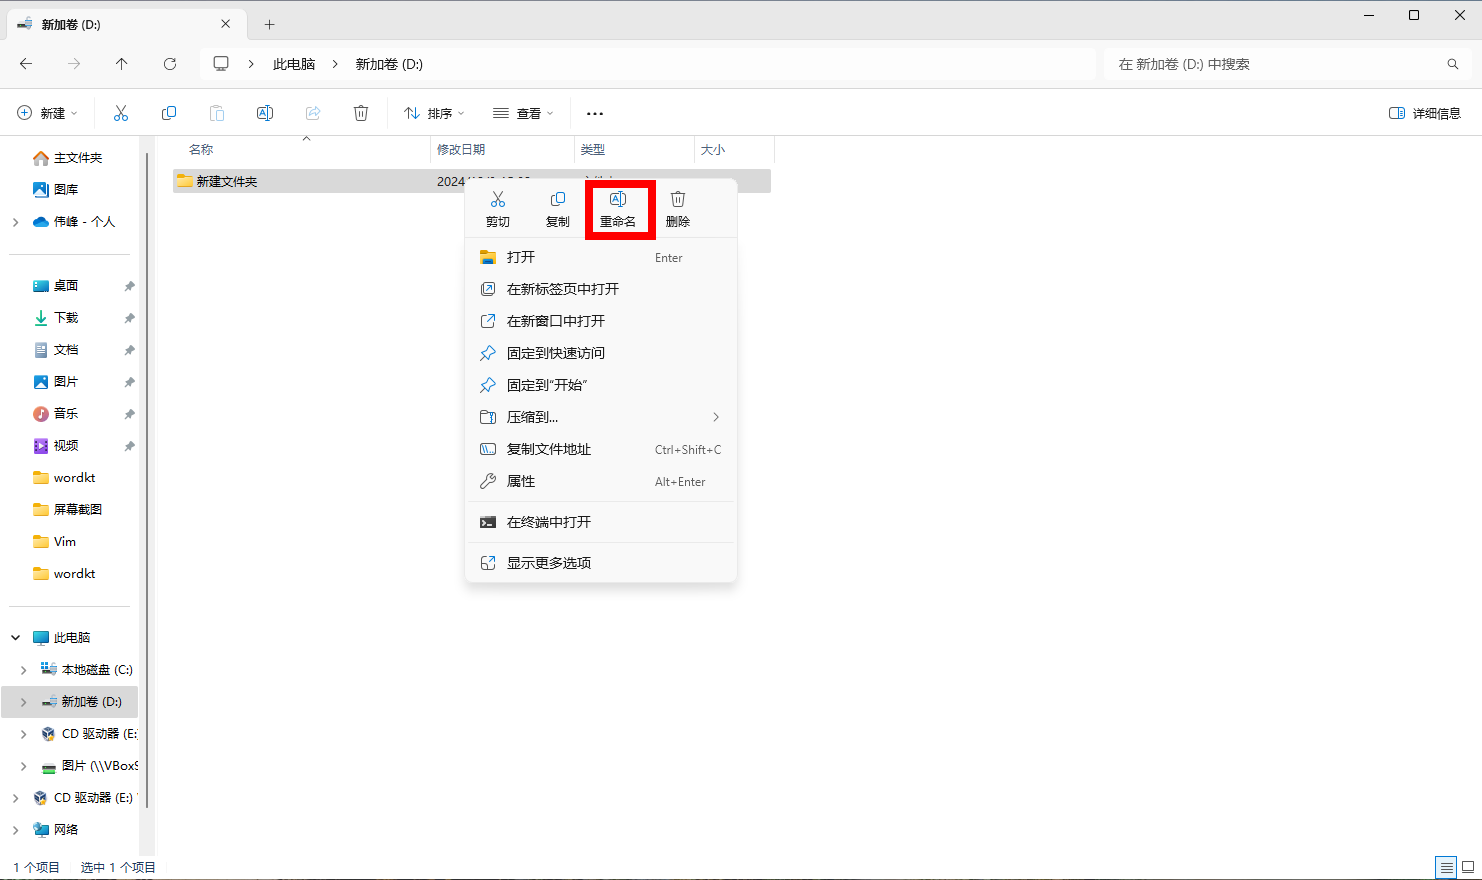 新加卷 (D:)
此电脑 新加卷 (D:)
在 新加卷 (D:) 中搜索
新建 排序 查看 ... 详细信息
名称 修改日期 类型 大小
新建文件夹
剪切 复制 重命名 删除
打开 Enter
在新标签页中打开
在新窗口中打开
固定到快速访问
固定到“开始”
压缩到...
复制文件地址 Ctrl+Shift+C
属性 Alt+Enter
在终端中打开
显示更多选项
主文件夹
图库
伟峰 - 个人
桌面
下载
文档
图片
音乐
视频
wordkt
屏幕截图
Vim
wordkt
此电脑
本地磁盘 (C:)
新加卷 (D:)
CD 驱动器 (E:
图片 (\\VBoxS
CD 驱动器 (E:)
网络
1 个项目 选中 1 个项目